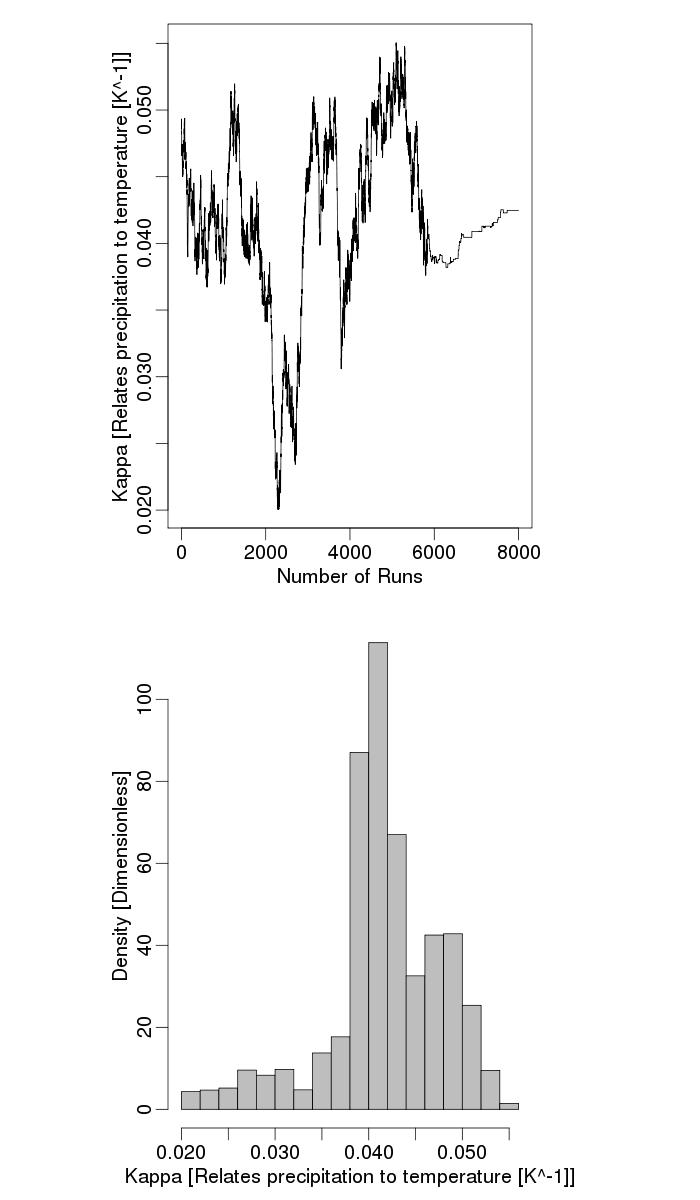 Kappa [Relates precipitation to temperature [K^-1]]
0.050
0.040
0.030
0.020
0 2000 4000 6000 8000
Number of Runs
Density [Dimensionless]
100
80
60
40
20
0
0.020 0.030 0.040 0.050
Kappa [Relates precipitation to temperature [K^-1]]